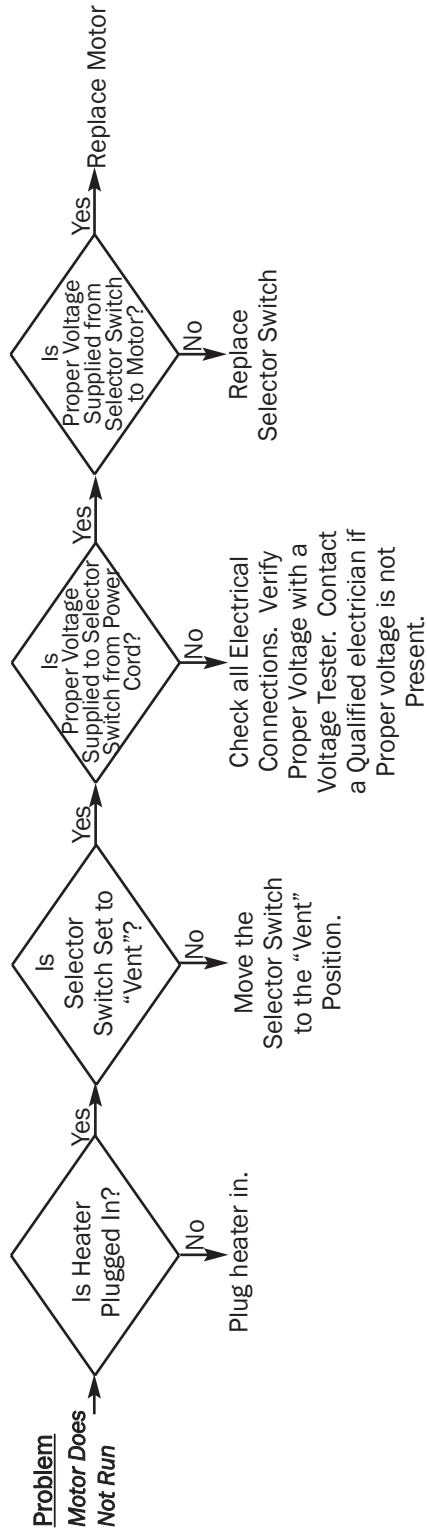 Problem
Motor Does
Not Run
Is Heater
Plugged In?
Yes
No
Plug heater in.
Is
Selector
Switch Set to
“Vent”?
Yes
No
Move the
Selector Switch
to the “Vent”
Position.
Is
Proper Voltage
Supplied to Selector
Switch from Power
Cord?
Yes
No
Check all Electrical
Connections. Verify
Proper Voltage with a
Voltage Tester. Contact
a Qualified electrician if
Proper voltage is not
Present.
Is
Proper Voltage
Supplied from
Selector Switch
to Motor?
Yes
No
Replace
Selector Switch
Replace Motor